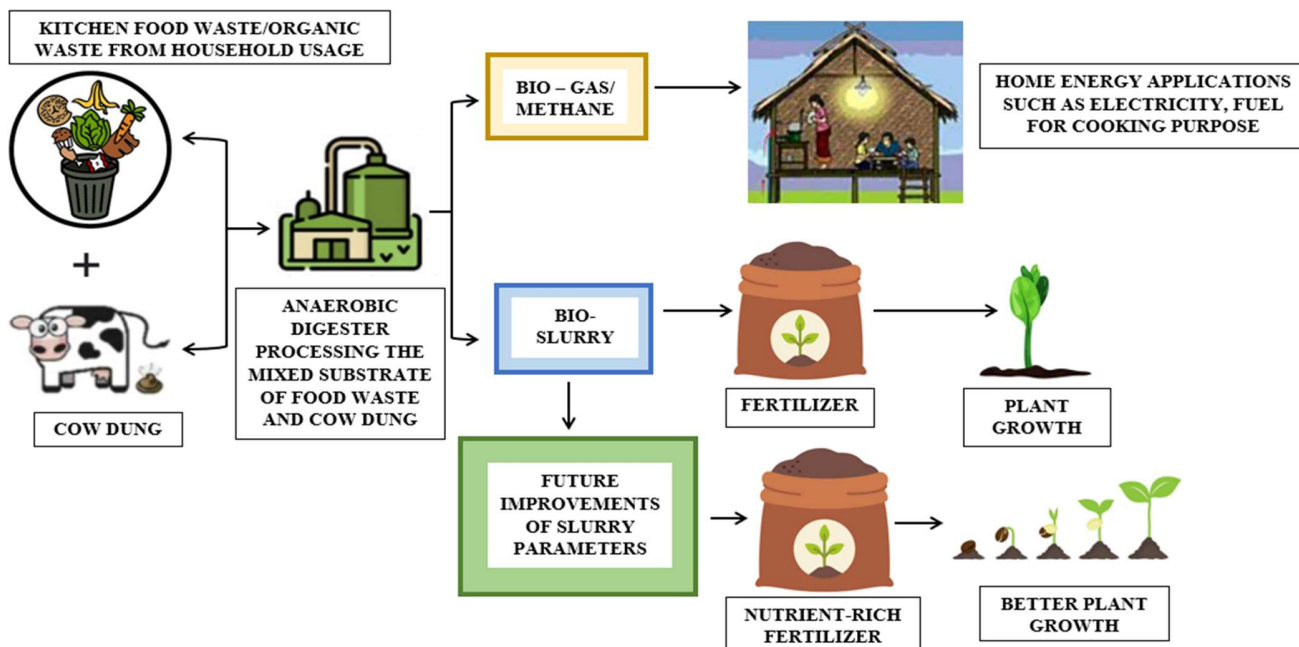 KITCHEN FOOD WASTE/ORGANIC
WASTE FROM HOUSEHOLD USAGE
COW DUNG
ANAEROBIC
DIGESTER
PROCESSING THE
MIXED SUBSTRATE
OF FOOD WASTE
AND COW DUNG
BIO – GAS/
METHANE
HOME ENERGY APPLICATIONS
SUCH AS ELECTRICITY, FUEL
FOR COOKING PURPOSE
BIO-
SLURRY
FERTILIZER
PLANT
GROWTH
FUTURE
IMPROVEMENTS
OF SLURRY
PARAMETERS
NUTRIENT-RICH
FERTILIZER
BETTER PLANT
GROWTH